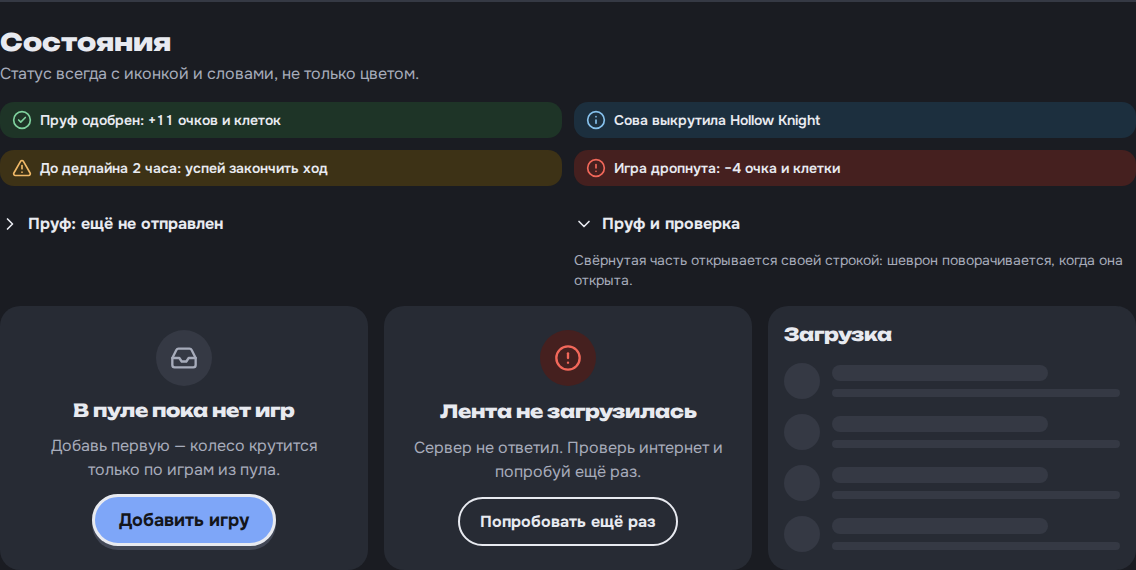 Состояния
Статус всегда с иконкой и словами, не только цветом.
Пруф одобрен: +11 очков и клеток
Сова выкрутила Hollow Knight
До дедлайна 2 часа: успей закончить ход
Игра дропнута: −4 очка и клетки
Пруф: ещё не отправлен
Пруф и проверка
Свёрнутая часть открывается своей строкой: шеврон поворачивается, когда она
открыта.
В пуле пока нет игр
Добавь первую — колесо крутится
только по играм из пула.
Добавить игру
Лента не загрузилась
Сервер не ответил. Проверь интернет и
попробуй ещё раз.
Попробовать ещё раз
Загрузка